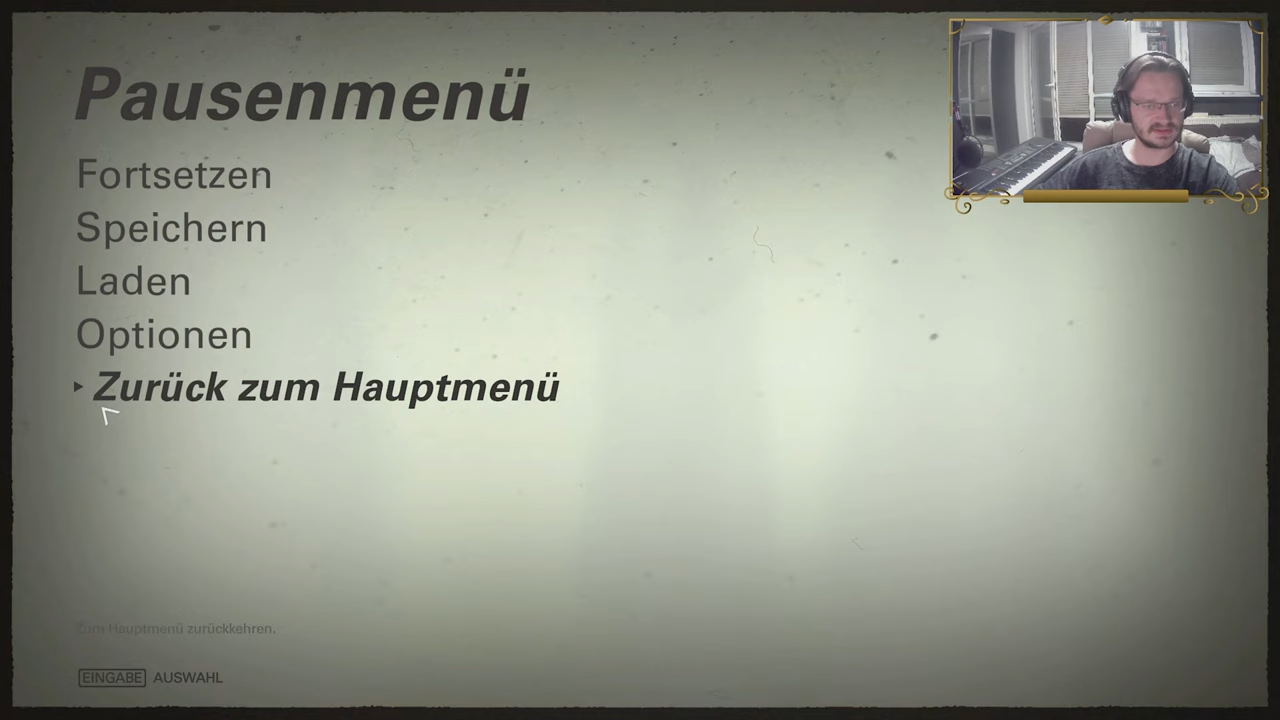 Pausenmenü
Fortsetzen
Speichern
Laden
Optionen
Zurück zum Hauptmenü
Zum Hauptmenü zurückkehren.
EINGABE AUSWAHL